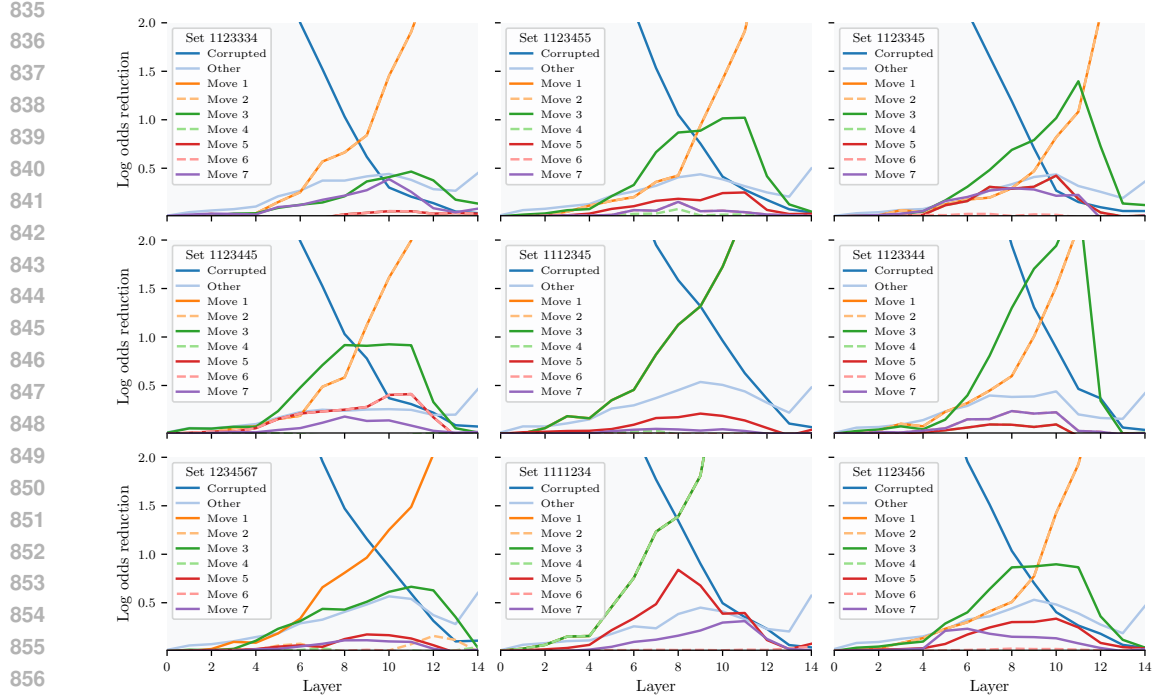 835
836
837
838
839
840
841
842
843
844
845
846
847
848
849
850
851
852
853
854
855
856
Log odds reduction
2.0
1.5
1.0
0.5
Set 1123334
Corrupted
Other
Move 1
Move 2
Move 3
Move 4
Move 5
Move 6
Move 7
Set 1123455
Corrupted
Other
Move 1
Move 2
Move 3
Move 4
Move 5
Move 6
Move 7
Set 1123345
Corrupted
Other
Move 1
Move 2
Move 3
Move 4
Move 5
Move 6
Move 7
Log odds reduction
2.0
1.5
1.0
0.5
Set 1123445
Corrupted
Other
Move 1
Move 2
Move 3
Move 4
Move 5
Move 6
Move 7
Set 1112345
Corrupted
Other
Move 1
Move 2
Move 3
Move 4
Move 5
Move 6
Move 7
Set 1123344
Corrupted
Other
Move 1
Move 2
Move 3
Move 4
Move 5
Move 6
Move 7
Log odds reduction
2.0
1.5
1.0
0.5
Set 1234567
Corrupted
Other
Move 1
Move 2
Move 3
Move 4
Move 5
Move 6
Move 7
0 2 4 6 8 10 12 14
Layer
Set 1111234
Corrupted
Other
Move 1
Move 2
Move 3
Move 4
Move 5
Move 6
Move 7
0 2 4 6 8 10 12 14
Layer
Set 1123456
Corrupted
Other
Move 1
Move 2
Move 3
Move 4
Move 5
Move 6
Move 7
0 2 4 6 8 10 12 14
Layer